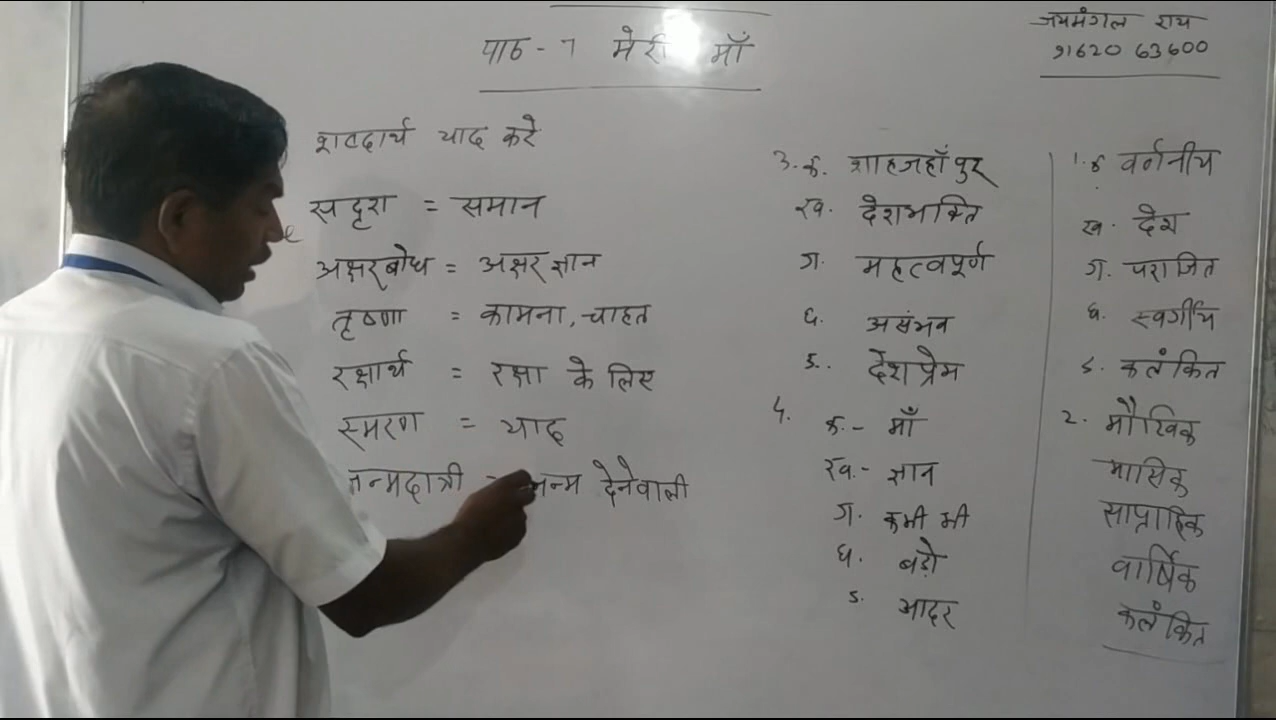 पाठ - 7 मेरी माँ
जयमंगल राय
91620 63600
शब्दार्थ याद करे
सदृश = समान
अक्षरबोध = अक्षर ज्ञान
तृष्णा = कामना, चाहत
रक्षार्थ = रक्षा के लिए
स्मरण = याद
जन्मदात्री = जन्म देनेवाली
3. क. शाहजहाँपुर
ख. देशभक्ति
ग. महत्वपूर्ण
घ. असंभव
ङ. देशप्रेम
4. क. - माँ
ख. - ज्ञान
ग. कभी भी
घ. बड़ो
ङ. आदर
1. क वर्णनीय
ख. देश
ग. पराजित
घ. स्वर्गीय
ङ. कलंकित
2. मौखिक
मासिक
साप्ताहिक
वार्षिक
कलंकित